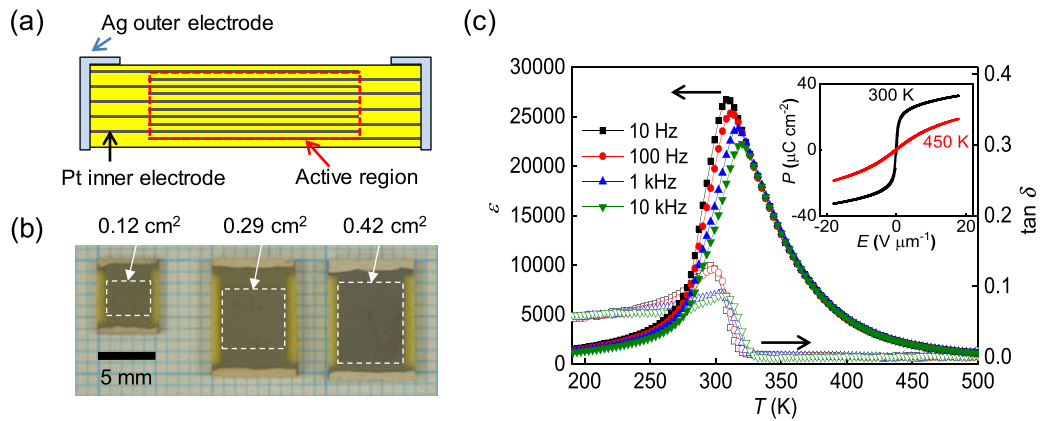 (a)
Ag outer electrode
Pt inner electrode
Active region
(b)
0.12 cm²
0.29 cm²
0.42 cm²
5 mm
(c)
30000
25000
20000
15000
10000
5000
0
ε
0.4
0.3
0.2
0.1
0.0
tan δ
10 Hz
100 Hz
1 kHz
10 kHz
200 250 300 350 400 450 500
T (K)
40
0
−40
P (μC cm⁻²)
300 K
450 K
−20 0 20
E (V μm⁻¹)